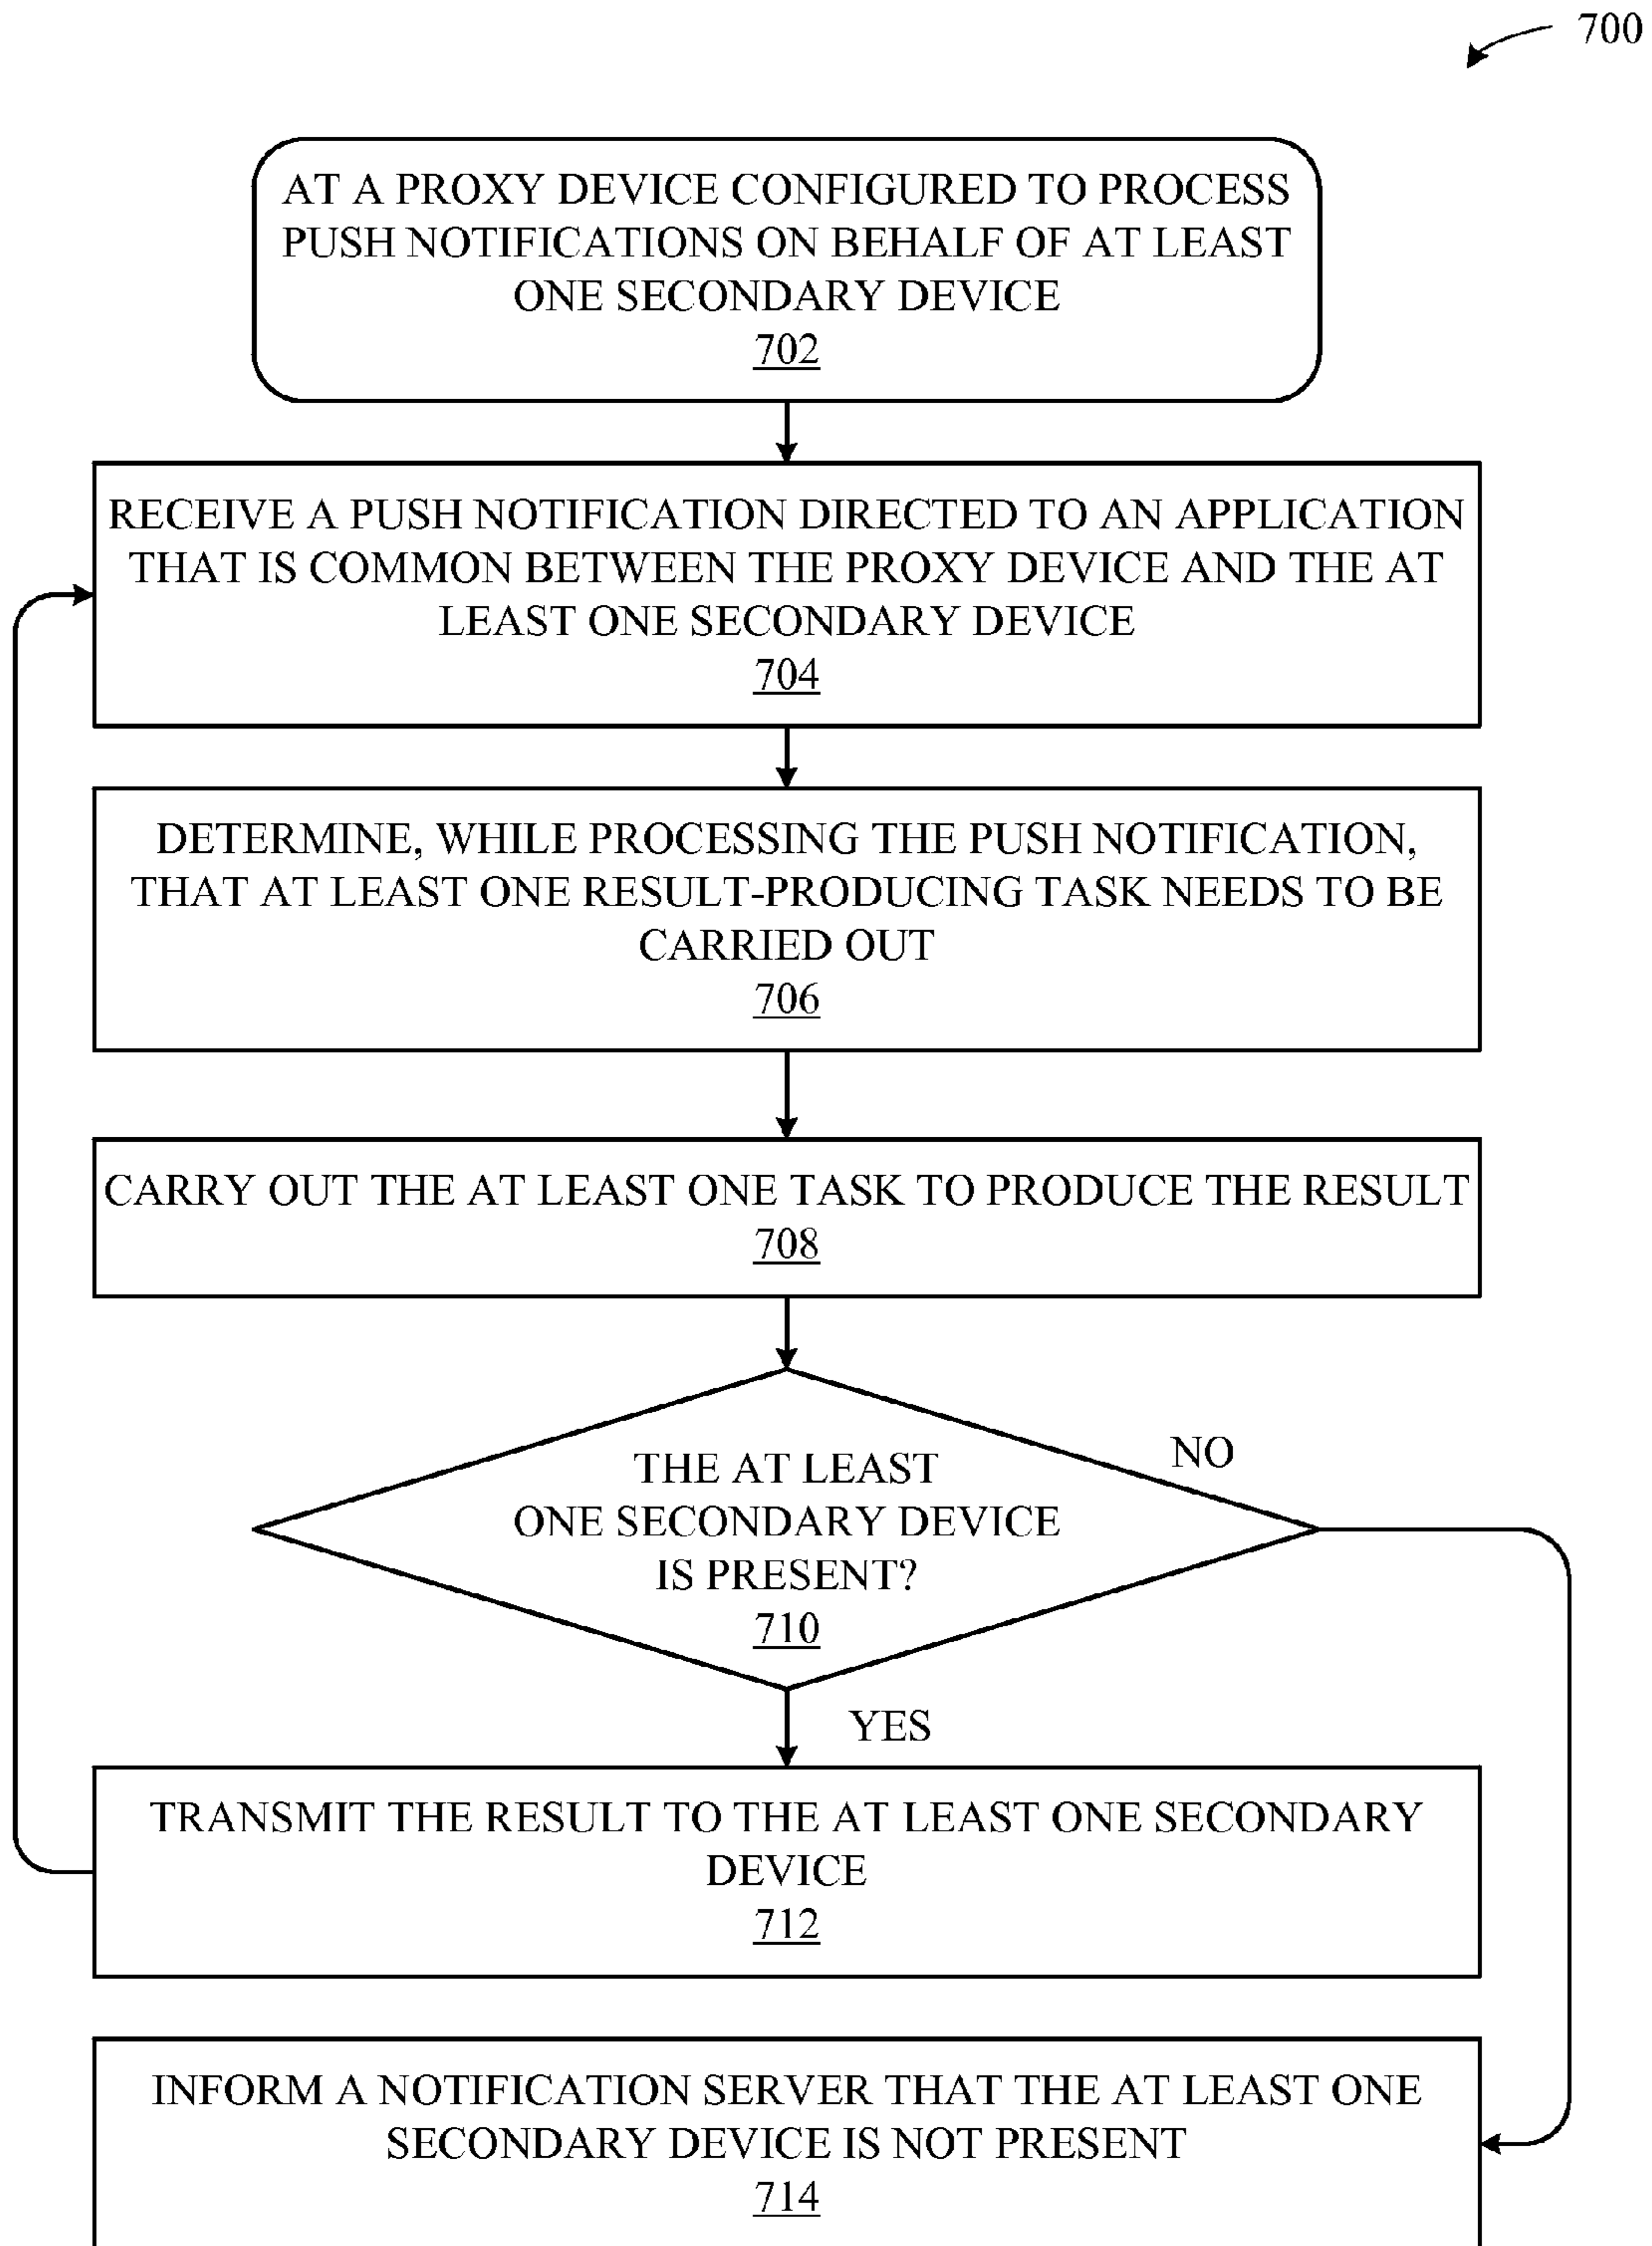 700
AT A PROXY DEVICE CONFIGURED TO PROCESS
PUSH NOTIFICATIONS ON BEHALF OF AT LEAST
ONE SECONDARY DEVICE
702
RECEIVE A PUSH NOTIFICATION DIRECTED TO AN APPLICATION
THAT IS COMMON BETWEEN THE PROXY DEVICE AND THE AT
LEAST ONE SECONDARY DEVICE
704
DETERMINE, WHILE PROCESSING THE PUSH NOTIFICATION,
THAT AT LEAST ONE RESULT-PRODUCING TASK NEEDS TO BE
CARRIED OUT
706
CARRY OUT THE AT LEAST ONE TASK TO PRODUCE THE RESULT
708
NO
THE AT LEAST
ONE SECONDARY DEVICE
IS PRESENT?
710
YES
TRANSMIT THE RESULT TO THE AT LEAST ONE SECONDARY
DEVICE
712
INFORM A NOTIFICATION SERVER THAT THE AT LEAST ONE
SECONDARY DEVICE IS NOT PRESENT
714